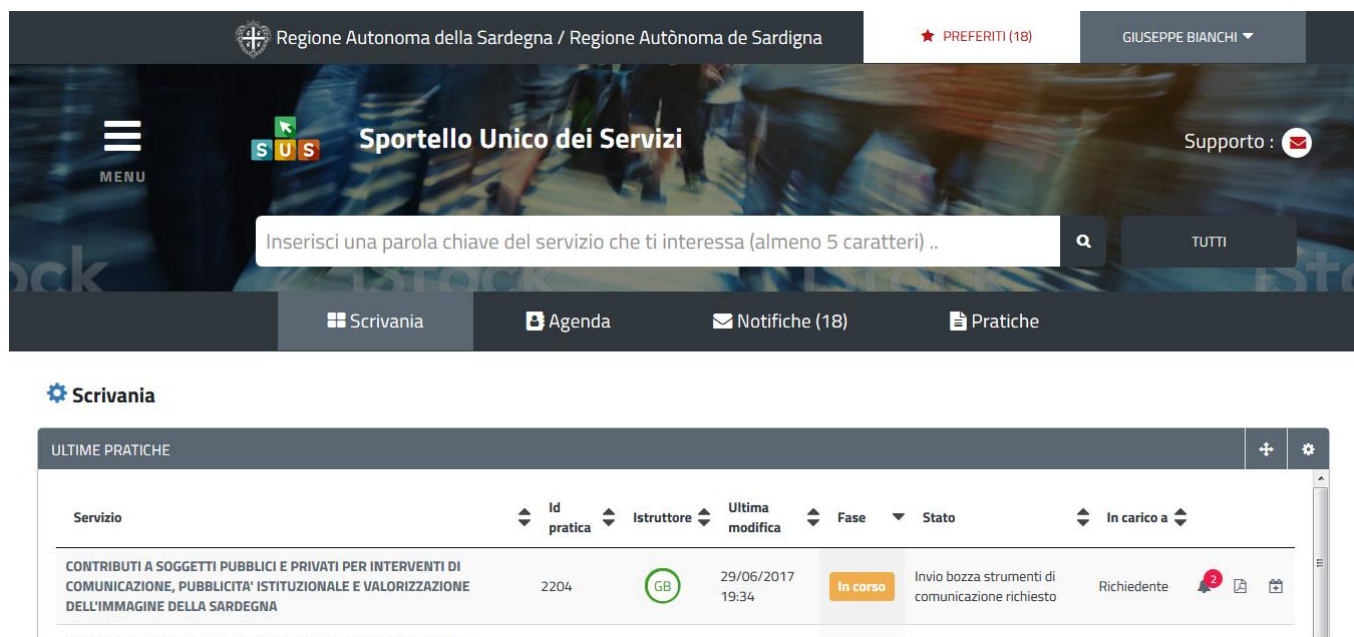 Regione Autonoma della Sardegna / Regione Autònoma de Sardigna
PREFERITI (18)
GIUSEPPE BIANCHI
MENU
SUS
Sportello Unico dei Servizi
Supporto :
Inserisci una parola chiave del servizio che ti interessa (almeno 5 caratteri) ..
TUTTI
iStock
Scrivania
Agenda
Notifiche (18)
Pratiche
Scrivania
ULTIME PRATICHE
Servizio
Id pratica
Istruttore
Ultima modifica
Fase
Stato
In carico a
CONTRIBUTI A SOGGETTI PUBBLICI E PRIVATI PER INTERVENTI DI
COMUNICAZIONE, PUBBLICITA' ISTITUZIONALE E VALORIZZAZIONE
DELL'IMMAGINE DELLA SARDEGNA
2204
GB
29/06/2017
19:34
In corso
Invio bozza strumenti di
comunicazione richiesto
Richiedente
2